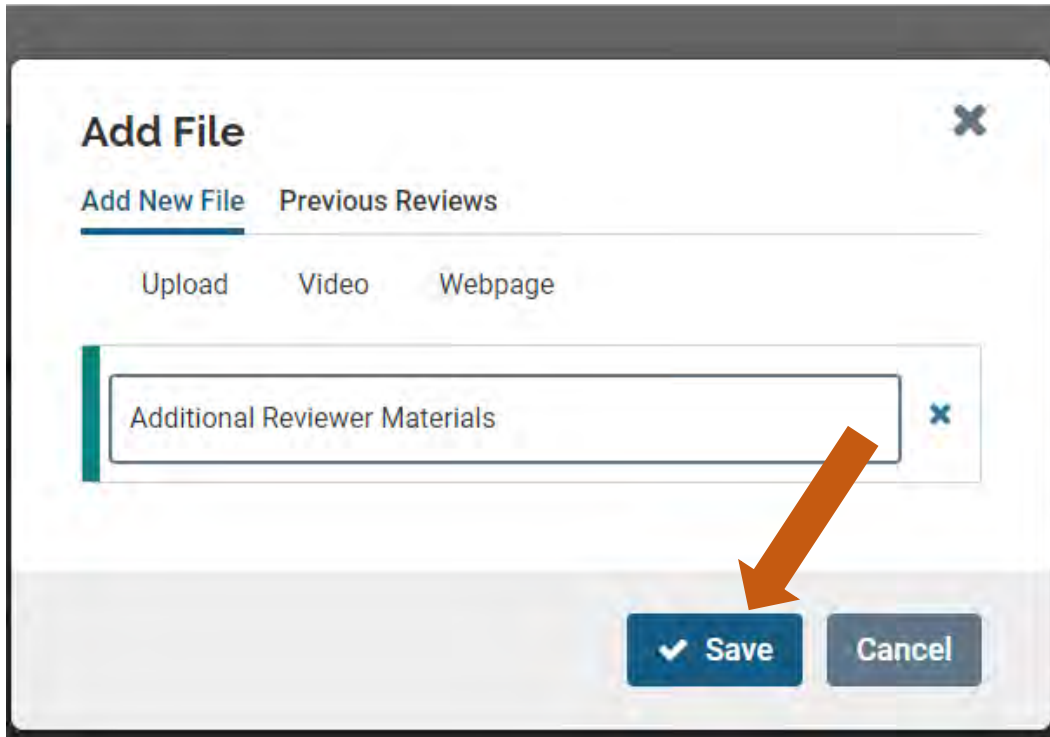 Add File
Add New File Previous Reviews
Upload Video Webpage
Additional Reviewer Materials
Save Cancel